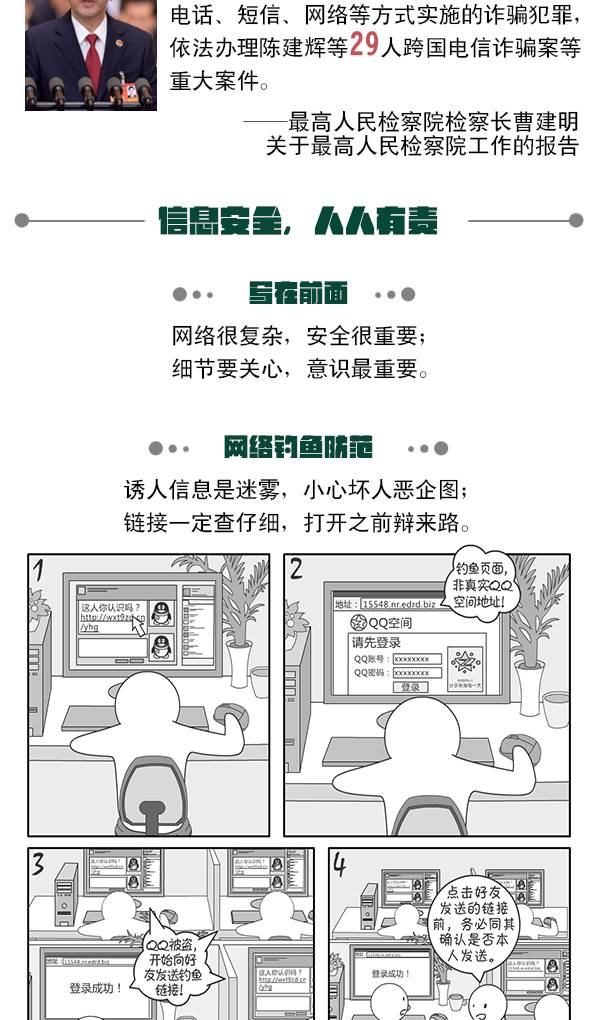 电话、短信、网络等方式实施的诈骗犯罪，
依法办理陈建辉等29人跨国电信诈骗案等
重大案件。
——最高人民检察院检察长曹建明
关于最高人民检察院工作的报告
信息安全，人人有责
写在前面
网络很复杂，安全很重要；
细节要关心，意识最重要。
网络钓鱼防范
诱人信息是迷雾，小心坏人恶企图；
链接一定查仔细，打开之前辩来路。
1
这人你认识吗？
http://wxt9zd.cn
/yhg
2
钓鱼页面，
非真实QQ
空间地址！
地址：15548.nr.edrd.biz
QQ空间
请先登录
QQ账号：xxxxxxxx
QQ密码：xxxxxxxx
登录
分享快活每一天
3
这人你认识吗？
QQ被盗，
开始向好
友发送钓鱼
链接！
地址：15548.nr.edrd.biz
登录成功！
这人你认识吗？
http://wxt9zd.cn
/yhg
4
点击好友
发送的链接
前，务必同其
确认是否本
人发送。
登录成功！